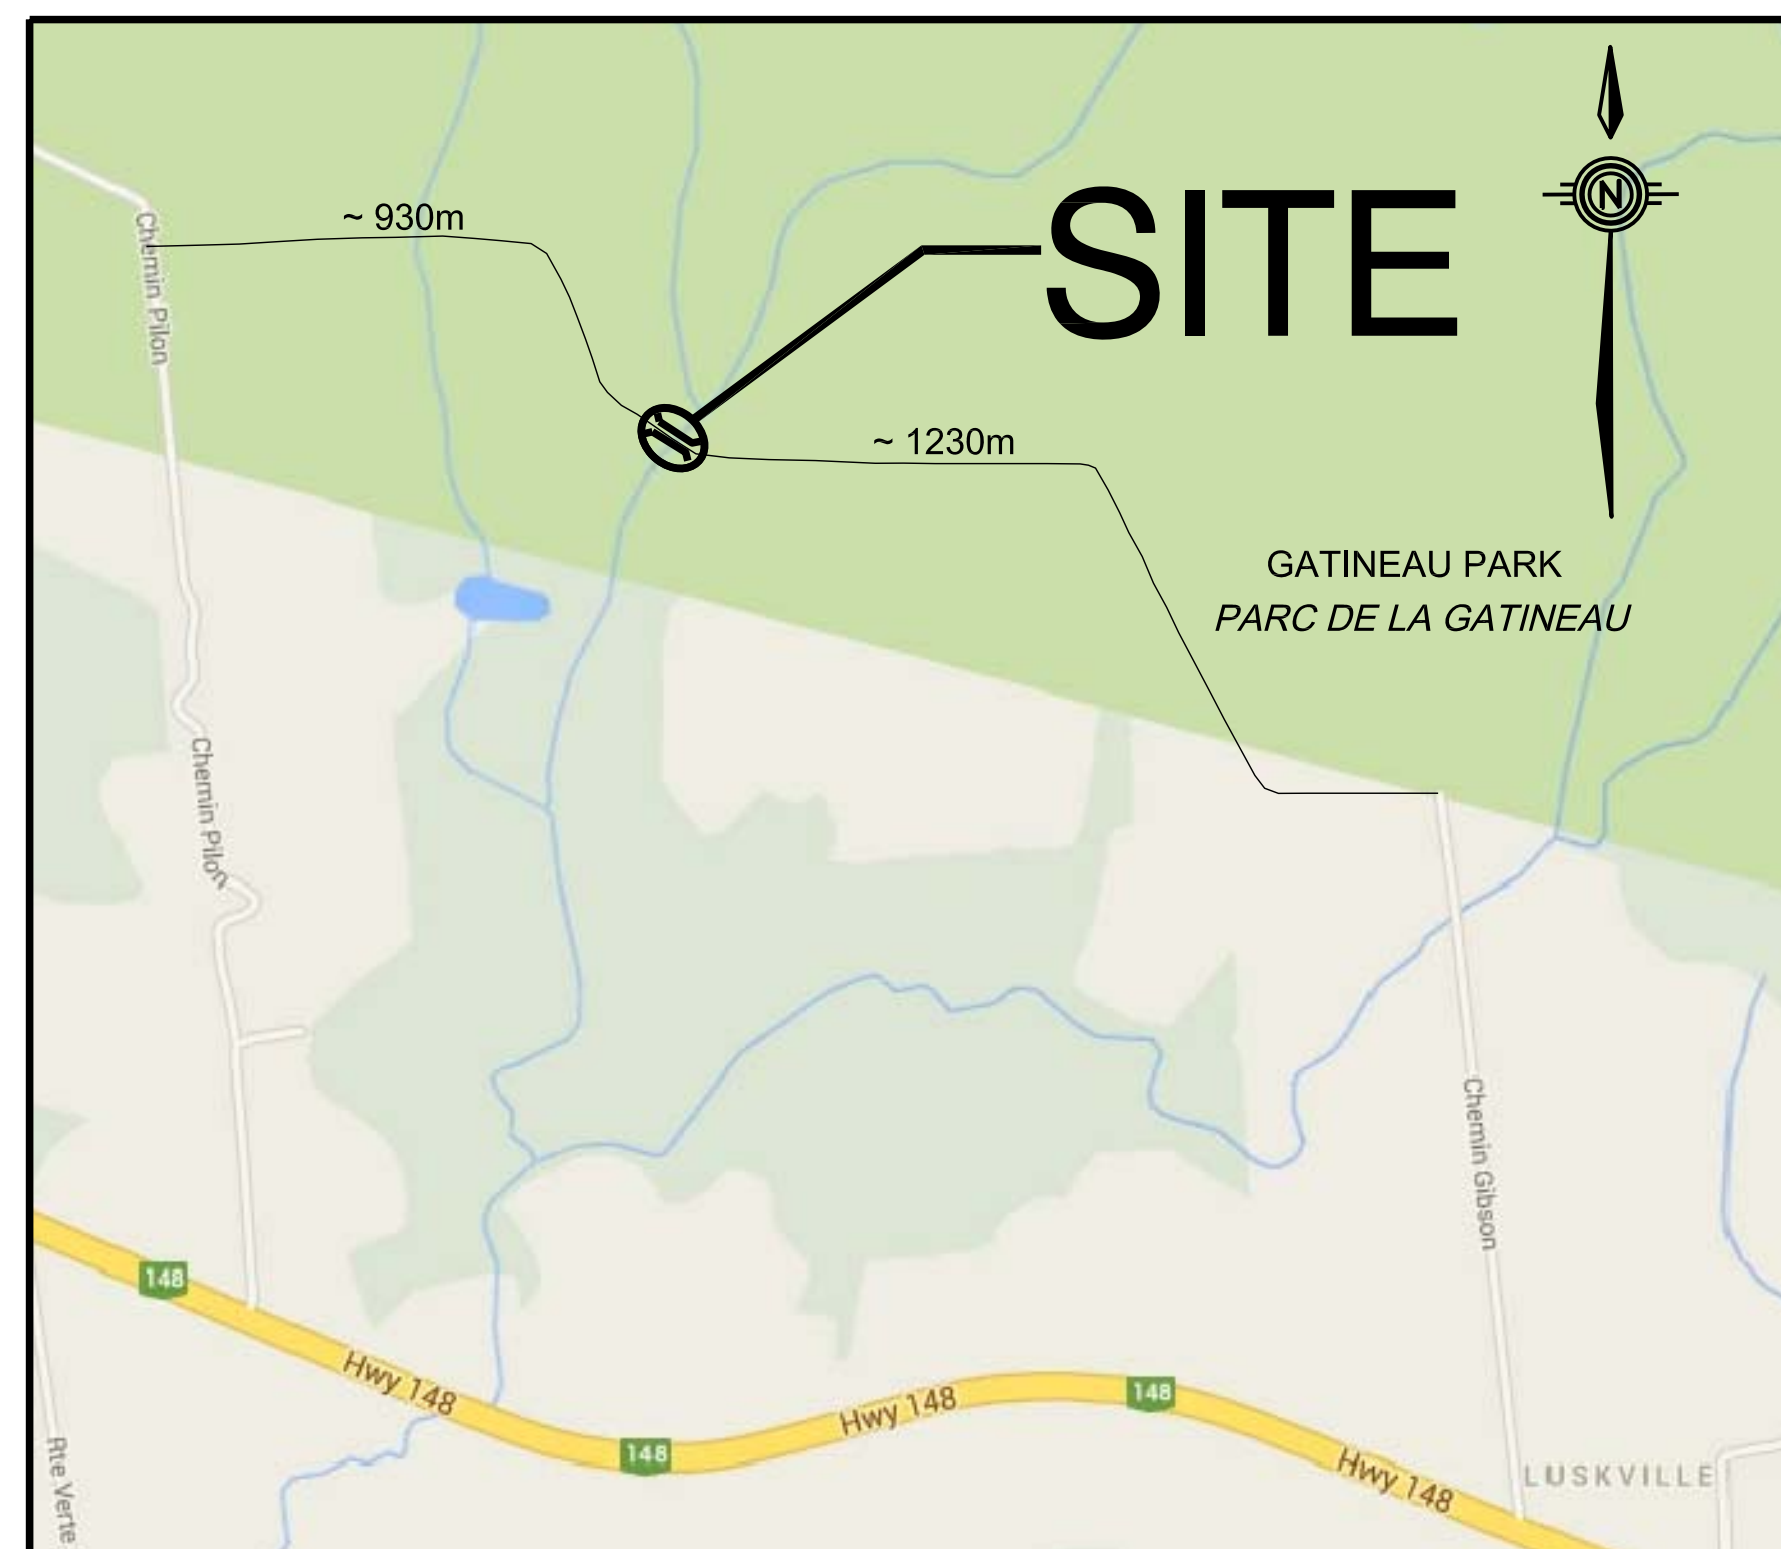 N
SITE
~ 930m
Chemin Pilon
~ 1230m
GATINEAU PARK
PARC DE LA GATINEAU
Chemin Pilon
Chemin Gibson
148
Hwy 148
148
Hwy 148
148
Hwy 148
LUSKVILLE
Rte Verte